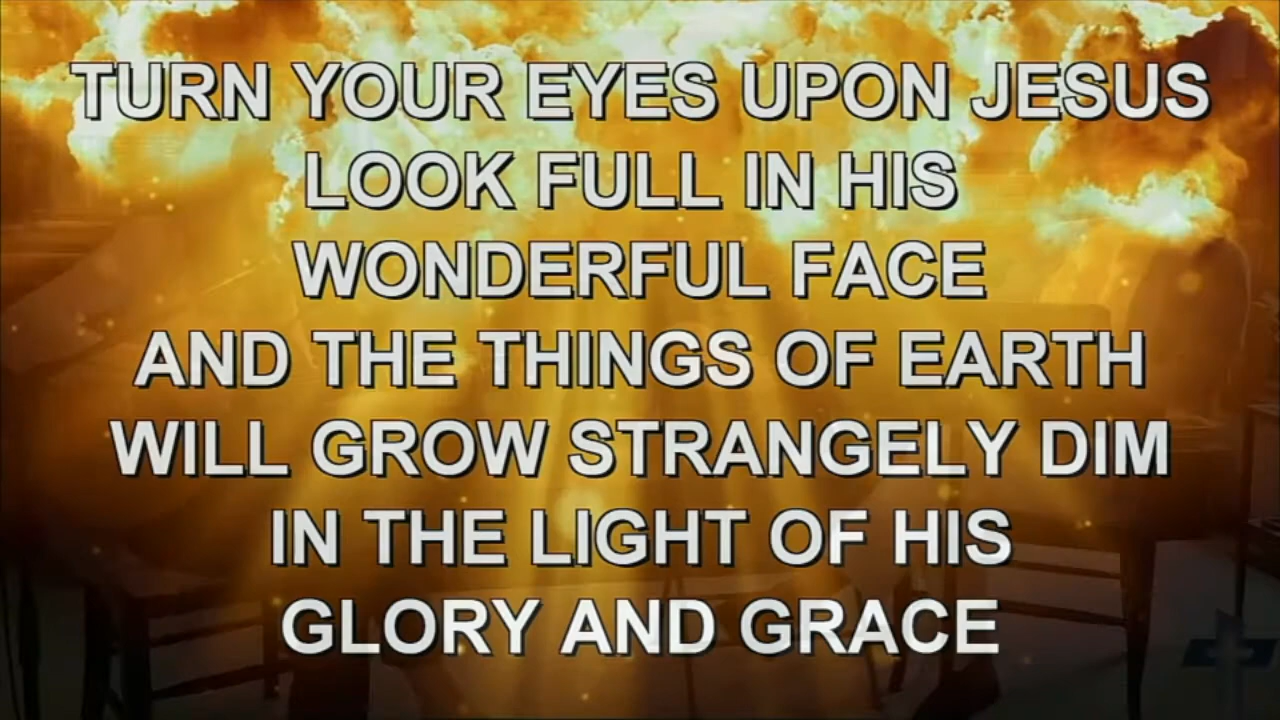 TURN YOUR EYES UPON JESUS
LOOK FULL IN HIS
WONDERFUL FACE
AND THE THINGS OF EARTH
WILL GROW STRANGELY DIM
IN THE LIGHT OF HIS
GLORY AND GRACE